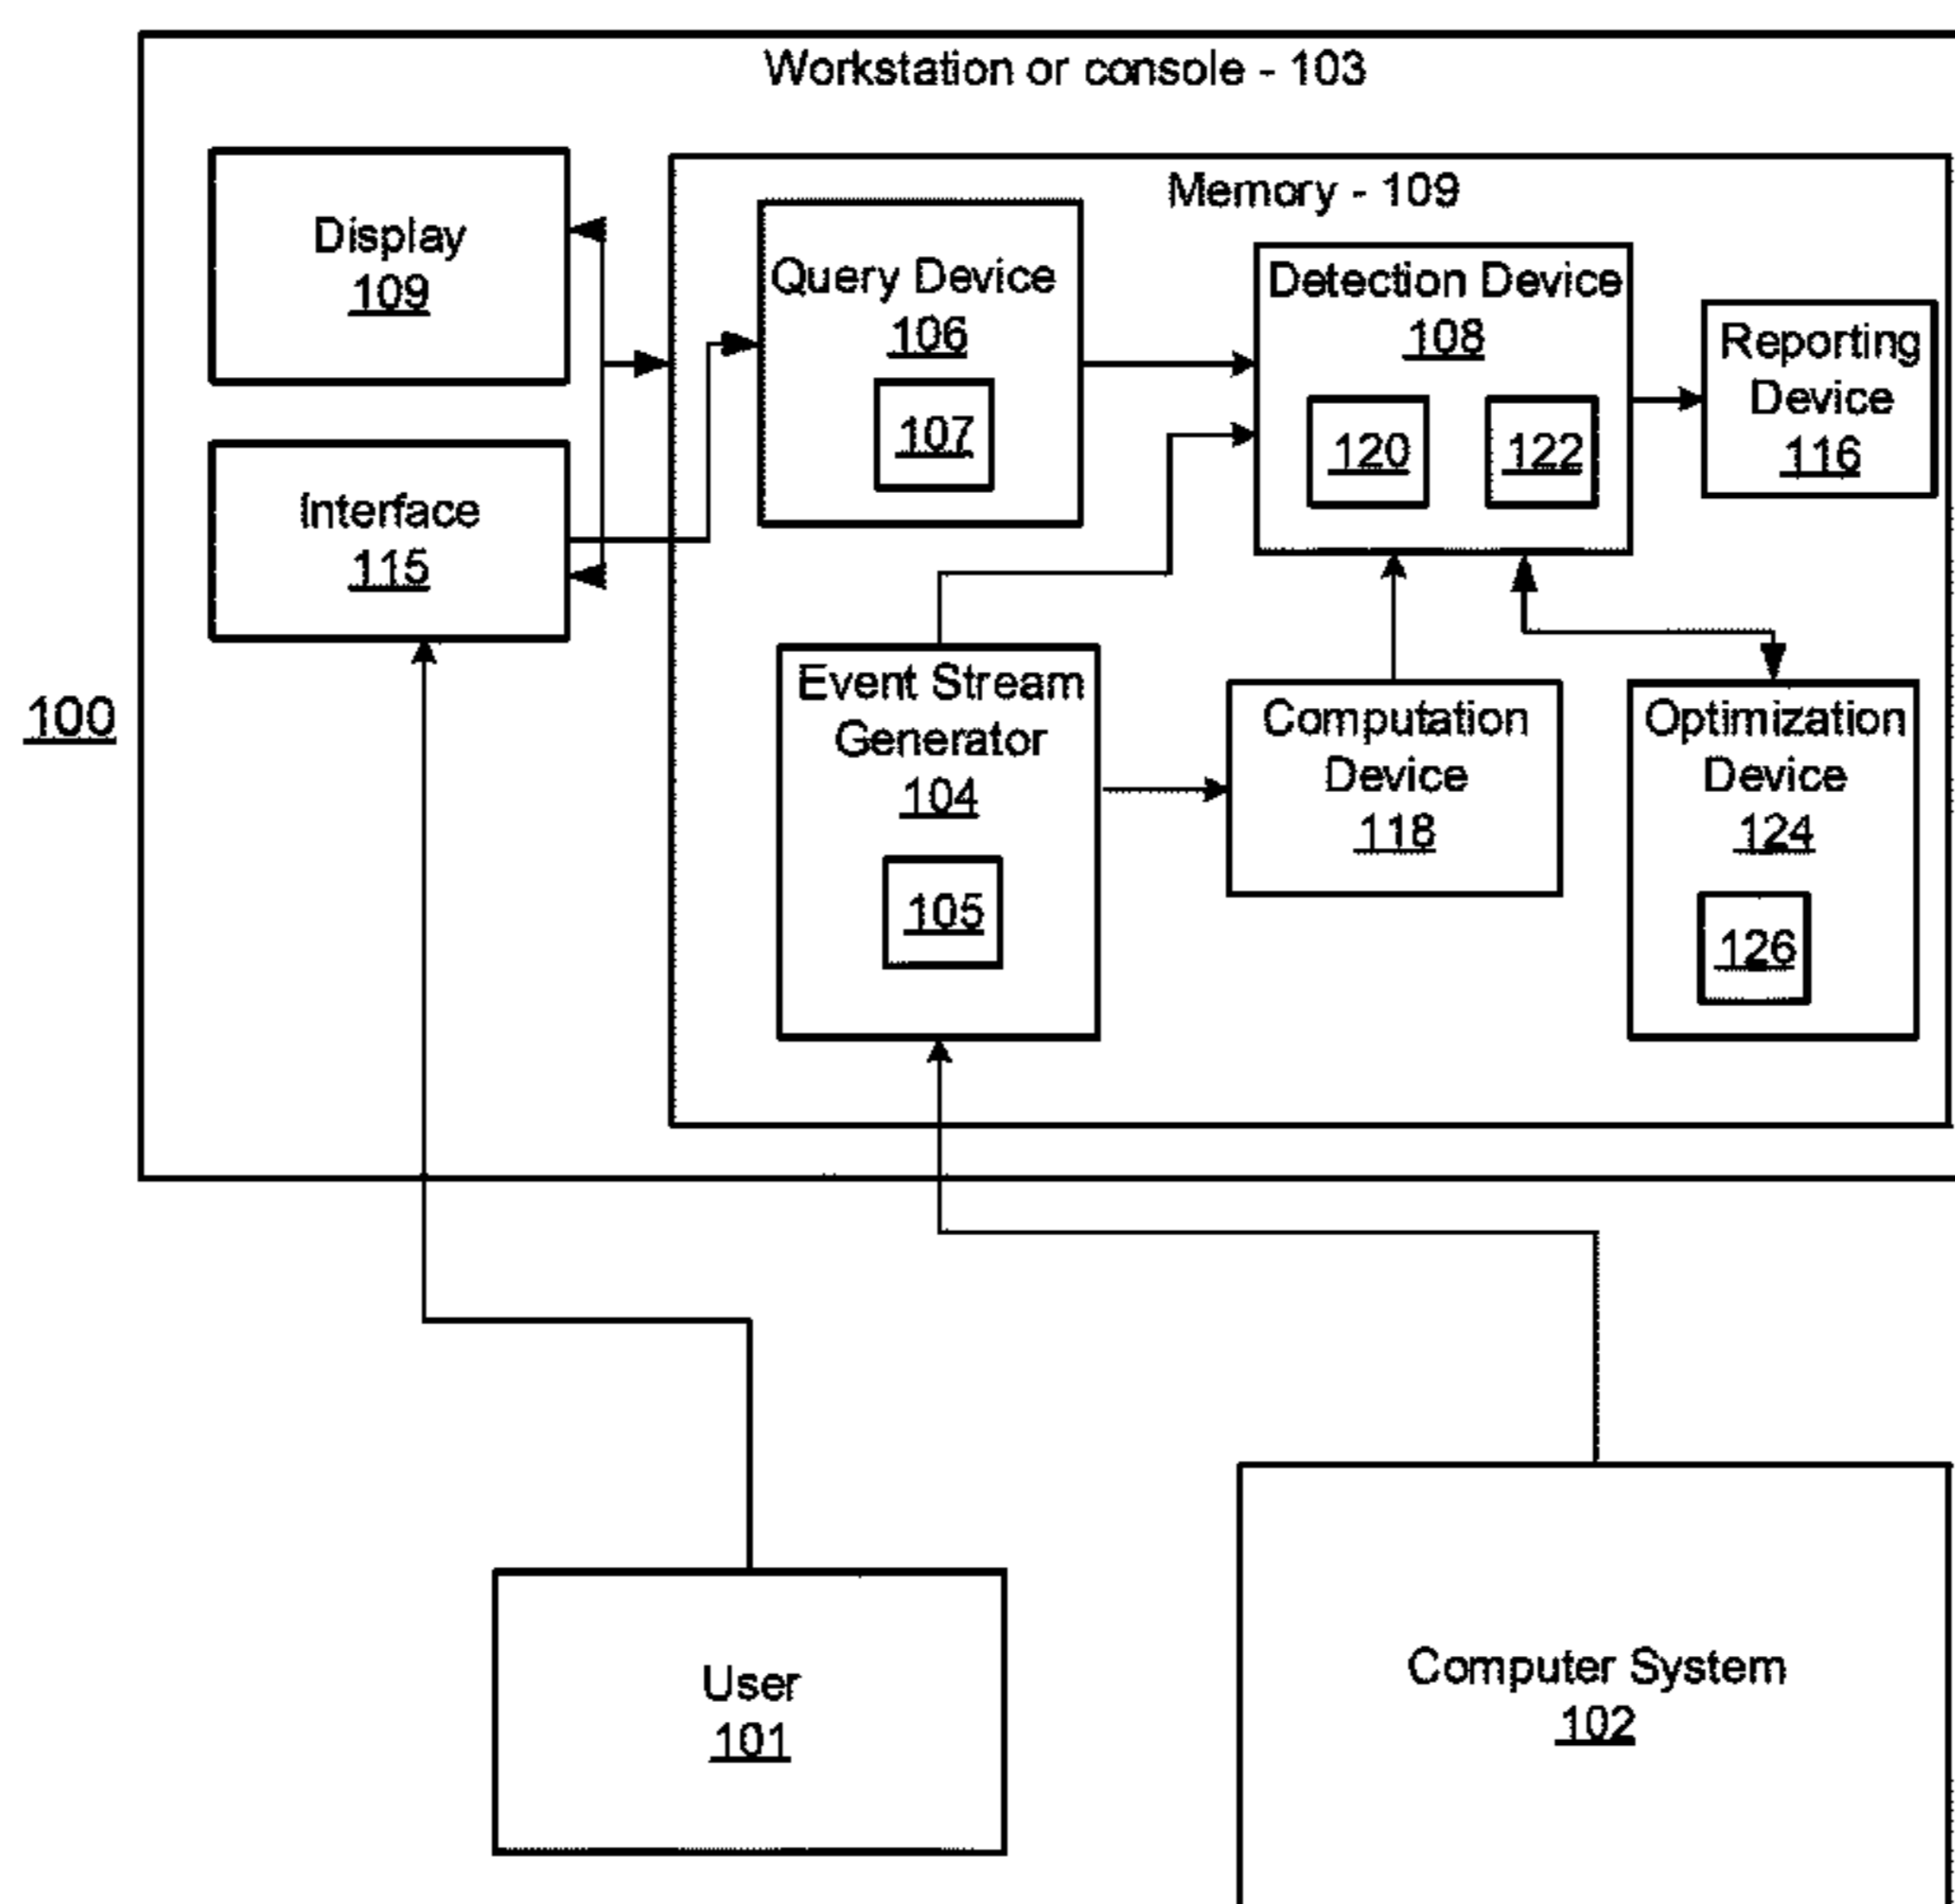 Workstation or console - 103
Memory - 109
Display
109
Query Device
106
107
Detection Device
108
120
122
Reporting
Device
116
Interface
115
100
Event Stream
Generator
104
105
Computation
Device
118
Optimization
Device
124
126
User
101
Computer System
102